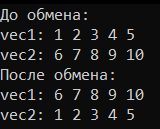 До обмена:
vec1: 1 2 3 4 5
vec2: 6 7 8 9 10
После обмена:
vec1: 6 7 8 9 10
vec2: 1 2 3 4 5